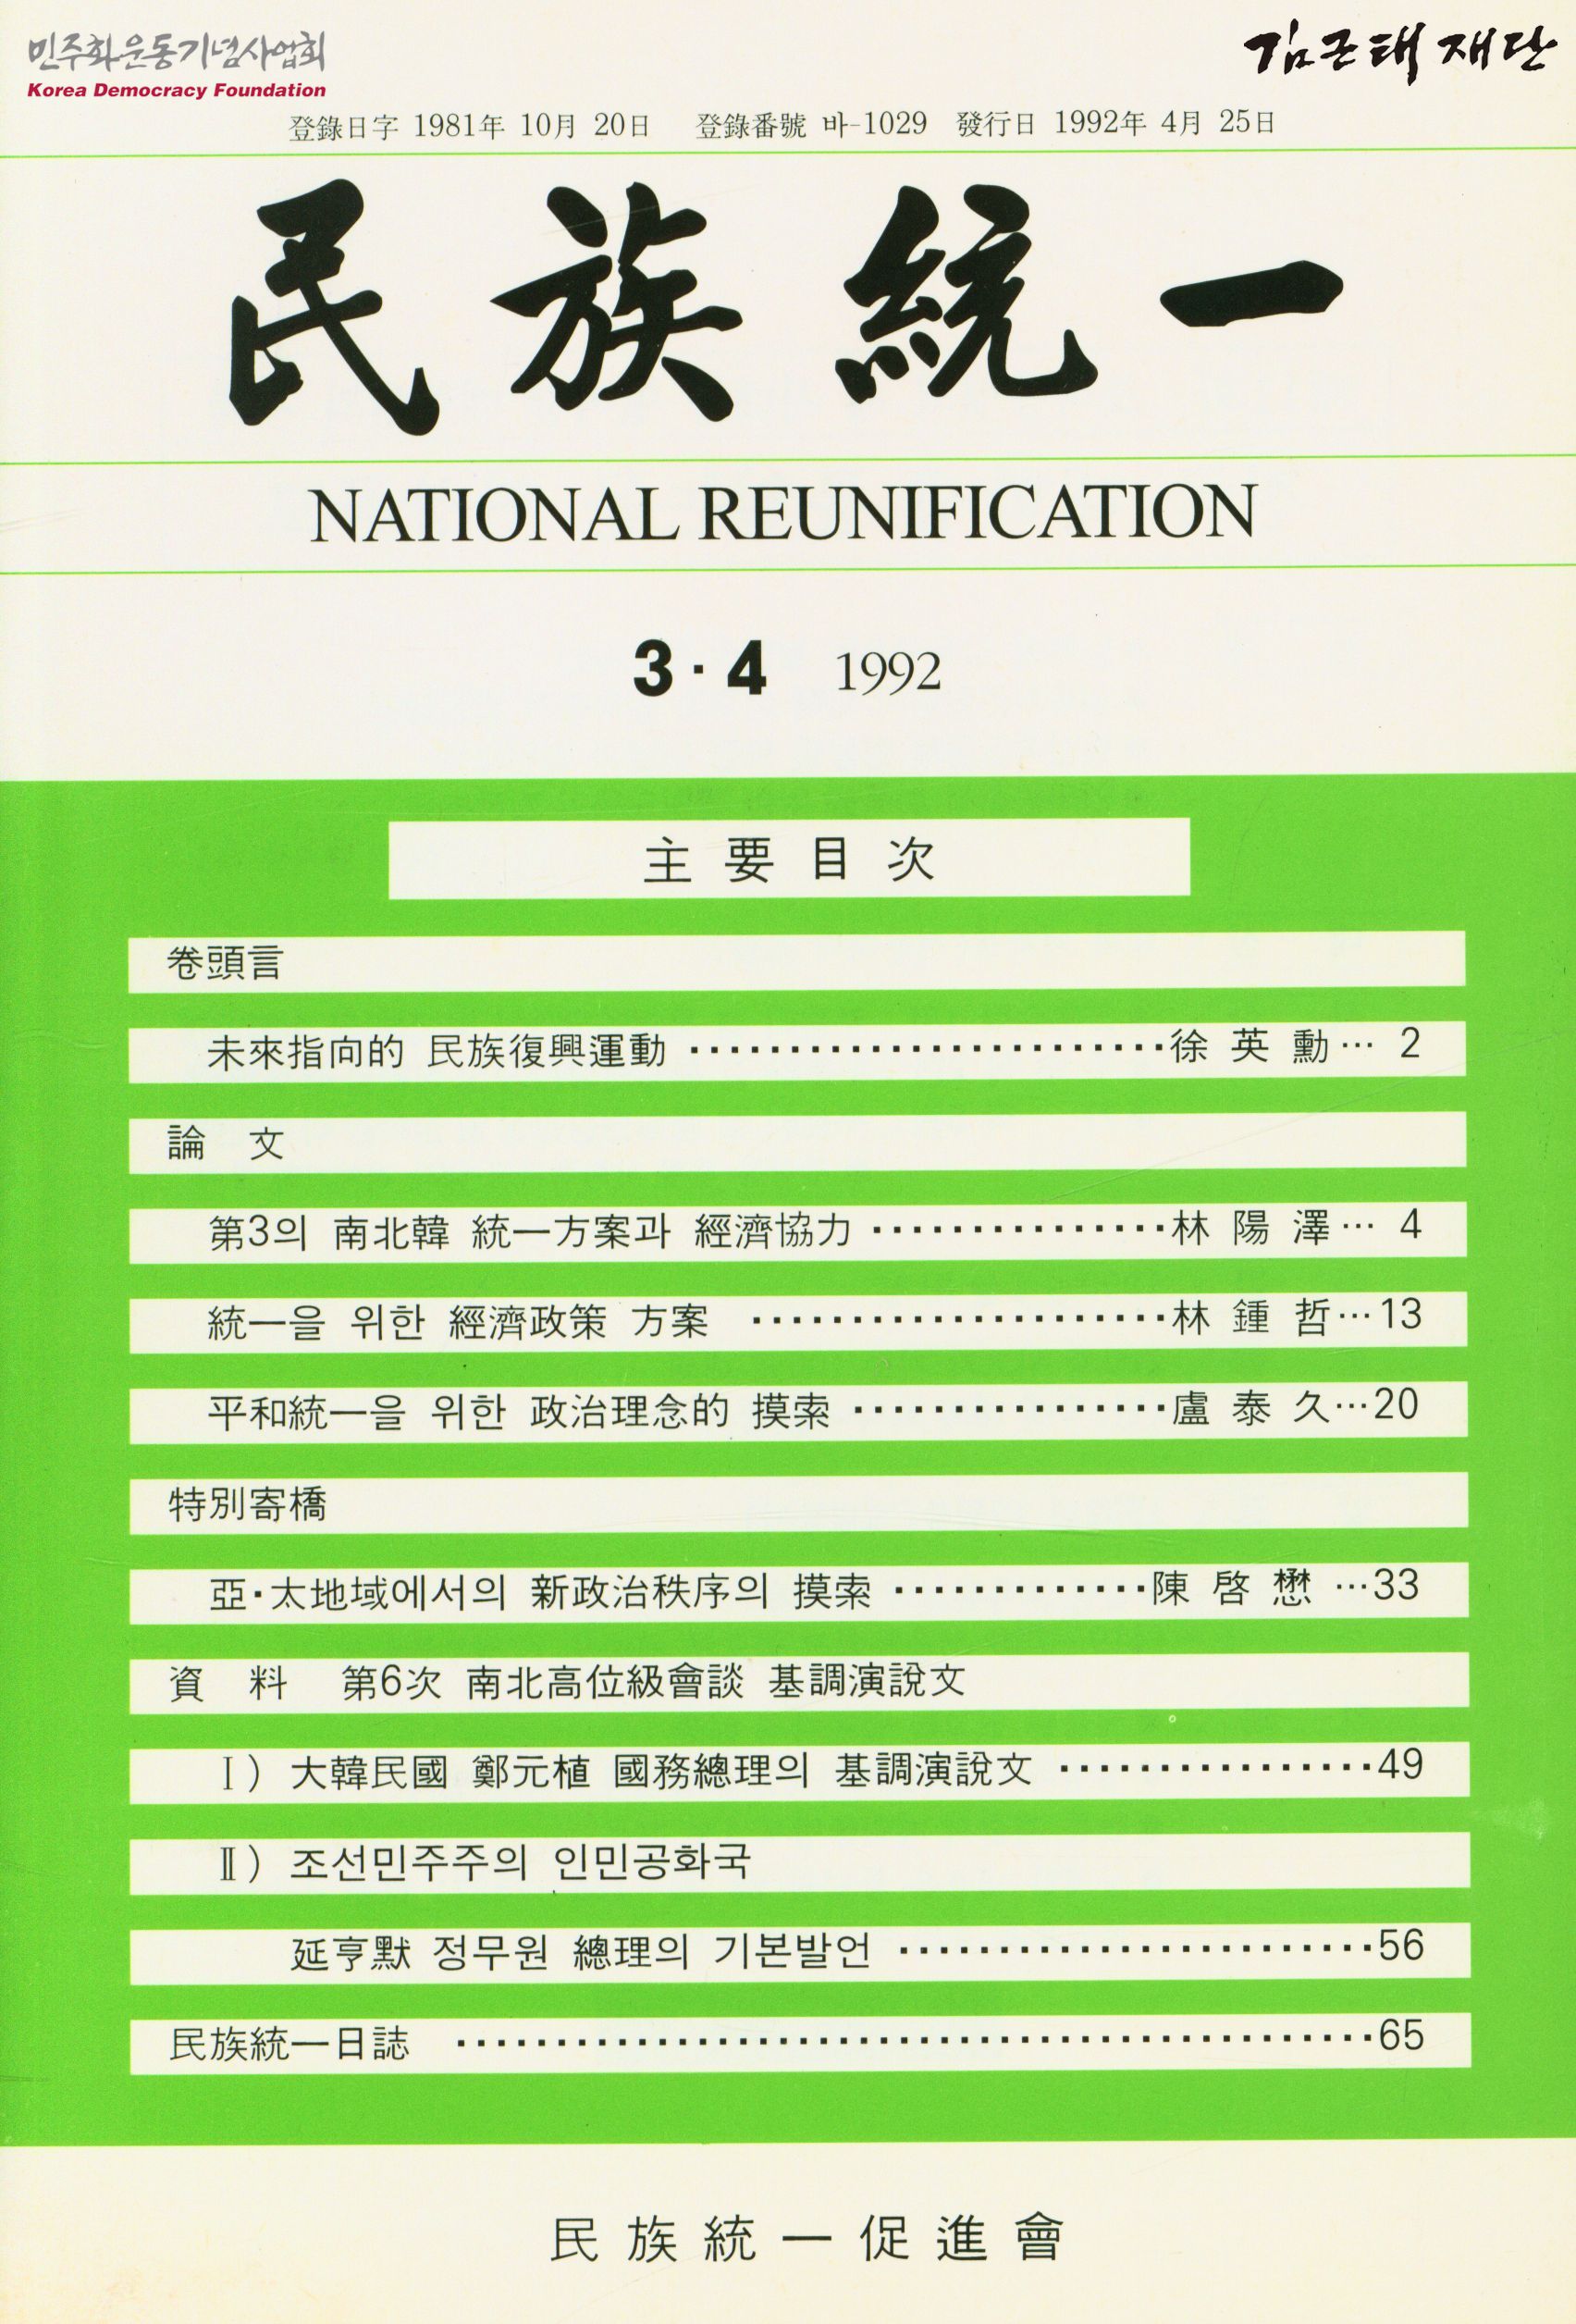 민주화운동기념사업회
Korea Democracy Foundation
김근태 재단
登錄日字 1981年 10月 20日 登錄番號 바-1029 發行日 1992年 4月 25日
民族統一
NATIONAL REUNIFICATION
3·4 1992
主要目次
卷頭言
未來指向的 民族復興運動 ························徐 英 勳··· 2
論 文
第3의 南北韓 統一方案과 經濟協力 ···············林 陽 澤··· 4
統一을 위한 經濟政策 方案 ·····················林 鍾 哲···13
平和統一을 위한 政治理念的 摸索 ················盧 泰 久···20
特別寄橋
亞·太地域에서의 新政治秩序의 摸索 ·············陳 啓 懋 ···33
資 料 第6次 南北高位級會談 基調演說文
Ⅰ) 大韓民國 鄭元植 國務總理의 基調演說文 ················49
Ⅱ) 조선민주주의 인민공화국
延亨默 정무원 總理의 기본발언 ························56
民族統一日誌 ··············································65
民族統一促進會